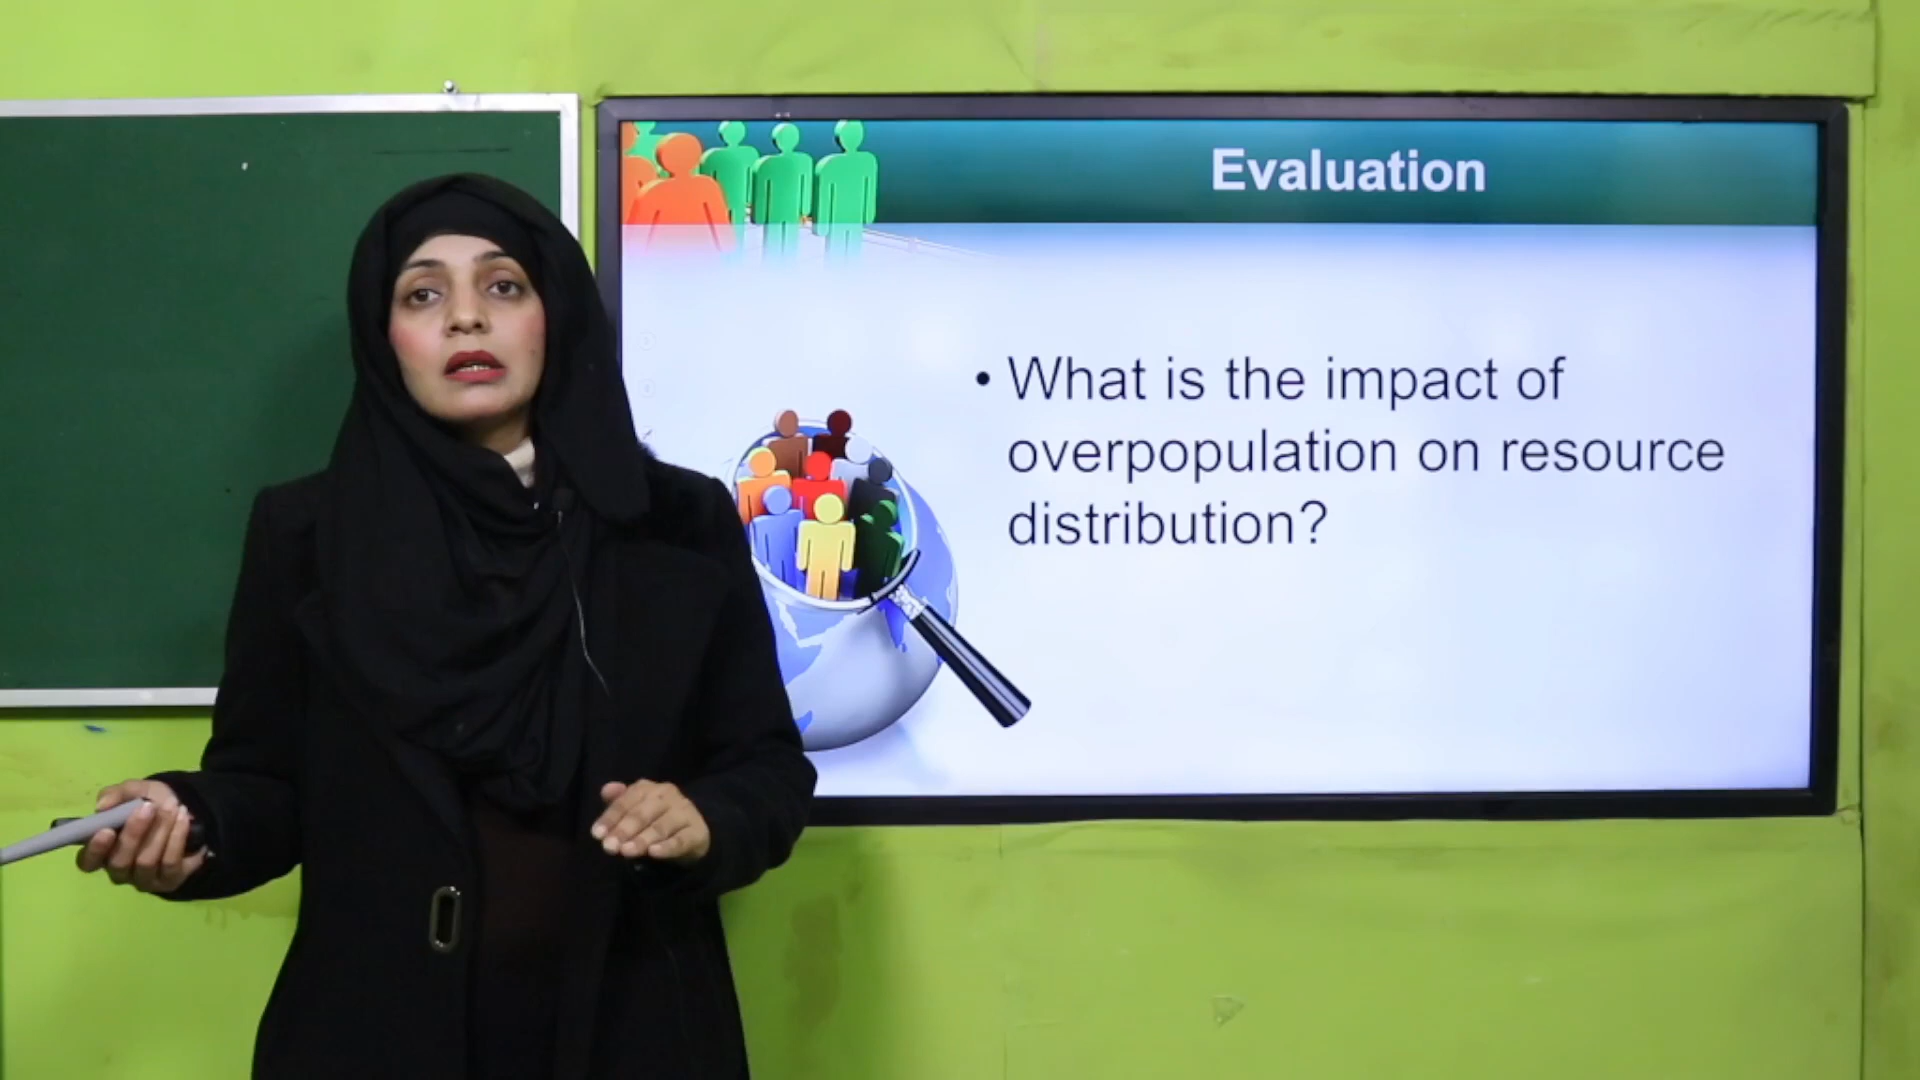 Evaluation
• What is the impact of
overpopulation on resource
distribution?